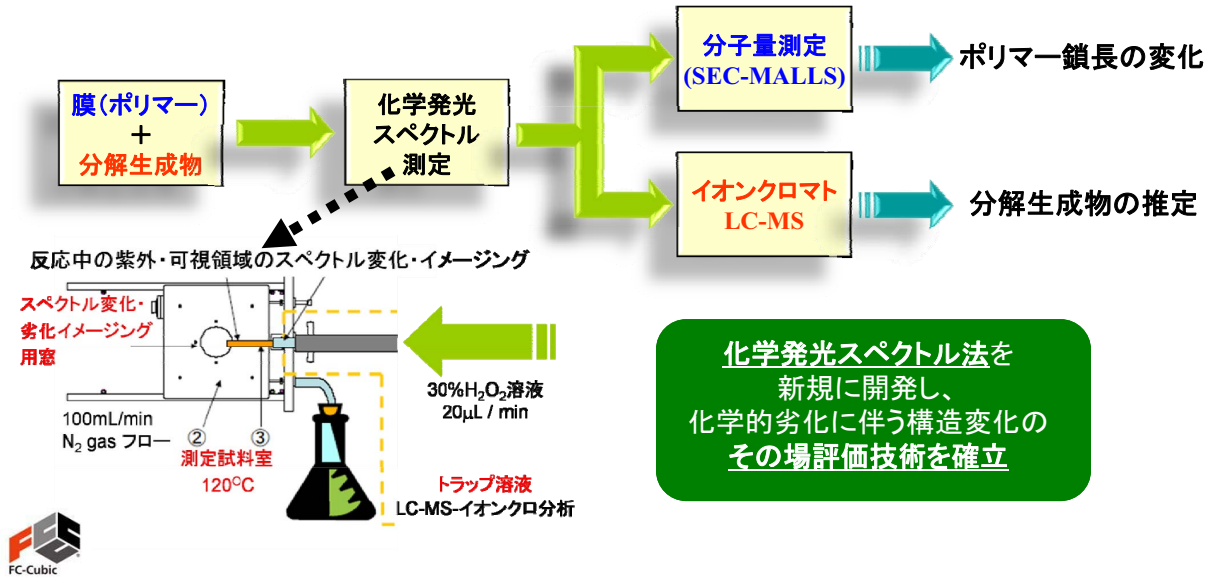 膜(ポリマー)
＋
分解生成物
化学発光
スペクトル
測定
分子量測定
(SEC-MALLS)
ポリマー鎖長の変化
イオンクロマト
LC-MS
分解生成物の推定
反応中の紫外・可視領域のスペクトル変化・イメージング
スペクトル変化・
劣化イメージング
用窓
100mL/min
N₂ gas フロー
②
③
測定試料室
120⁰C
30%H₂O₂溶液
20μL / min
トラップ溶液
LC-MS-イオンクロ分析
化学発光スペクトル法を
新規に開発し、
化学的劣化に伴う構造変化の
その場評価技術を確立
FC-Cubic